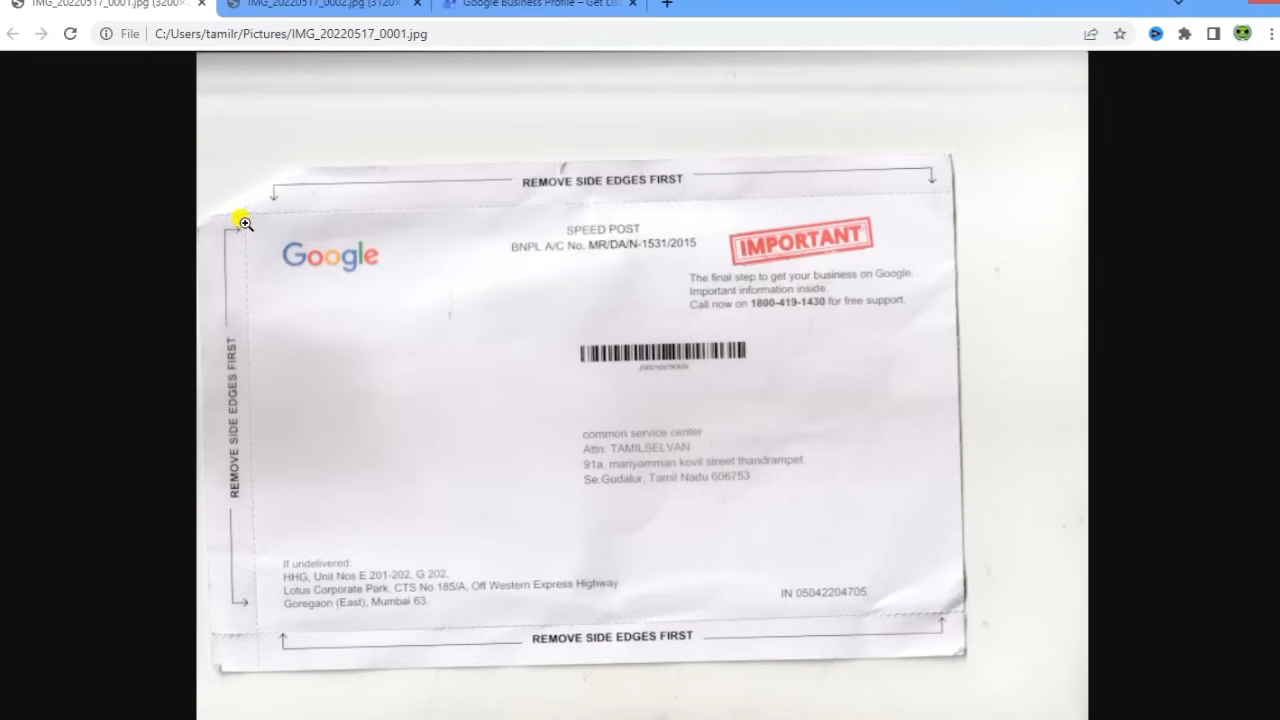 IMG_20220517_0001.jpg (3200×
IMG_20220517_0002.jpg (3120×
Google Business Profile – Get Lis
File
C:/Users/tamilr/Pictures/IMG_20220517_0001.jpg
REMOVE SIDE EDGES FIRST
Google
SPEED POST
BNPL A/C No. MR/DA/N-1531/2015
IMPORTANT
The final step to get your business on Google.
Important information inside.
Call now on 1800-419-1430 for free support.
REMOVE SIDE EDGES FIRST
common service center
Attn: TAMILSELVAN
91a, mariyamman kovil street thandrampet
Se.Gudalur, Tamil Nadu 606753
If undelivered:
HHG, Unit Nos E 201-202, G 202,
Lotus Corporate Park, CTS No 185/A, Off Western Express Highway
Goregaon (East), Mumbai 63.
IN 05042204705
REMOVE SIDE EDGES FIRST